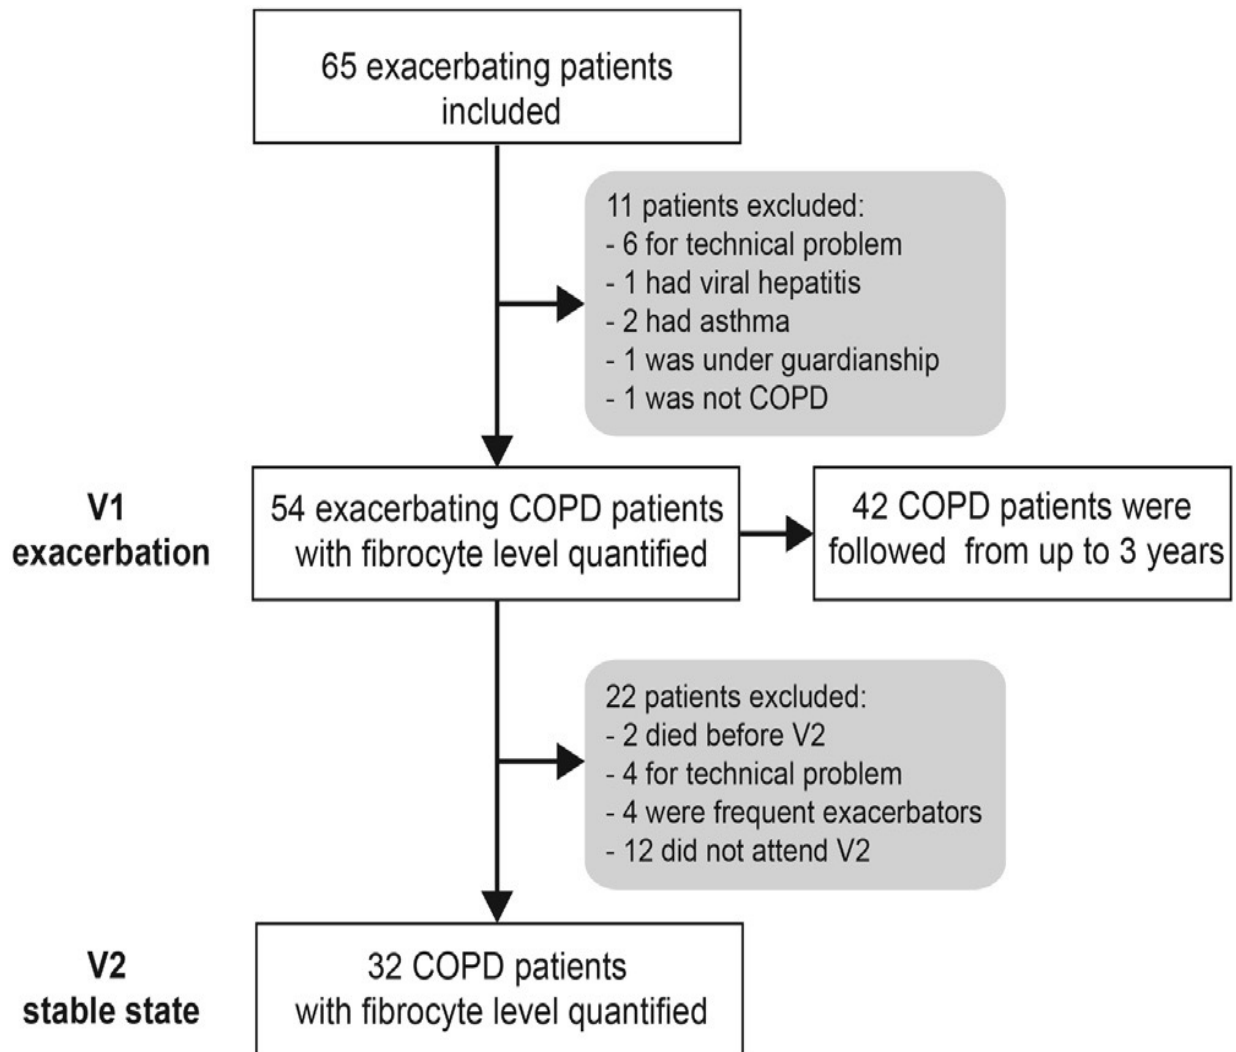 65 exacerbating patients
included
11 patients excluded:
- 6 for technical problem
- 1 had viral hepatitis
- 2 had asthma
- 1 was under guardianship
- 1 was not COPD
V1
exacerbation
54 exacerbating COPD patients
with fibrocyte level quantified
42 COPD patients were
followed from up to 3 years
22 patients excluded:
- 2 died before V2
- 4 for technical problem
- 4 were frequent exacerbators
- 12 did not attend V2
V2
stable state
32 COPD patients
with fibrocyte level quantified